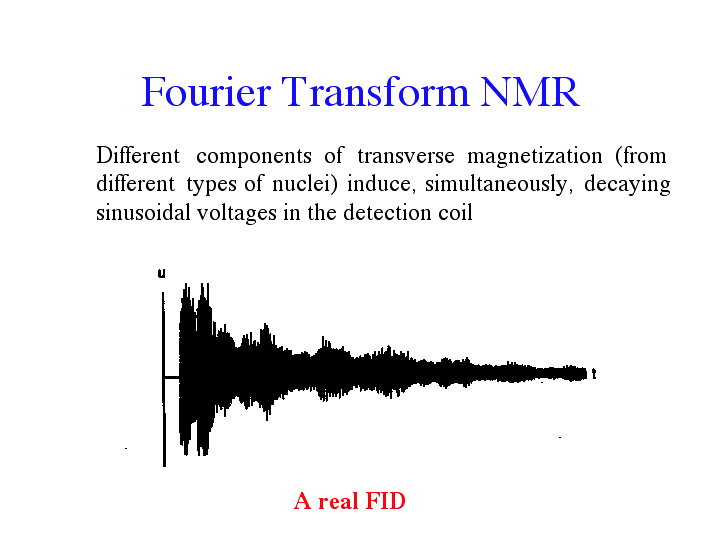 Fourier Transform NMR
Different components of transverse magnetization (from
different types of nuclei) induce, simultaneously, decaying
sinusoidal voltages in the detection coil
u
t
A real FID